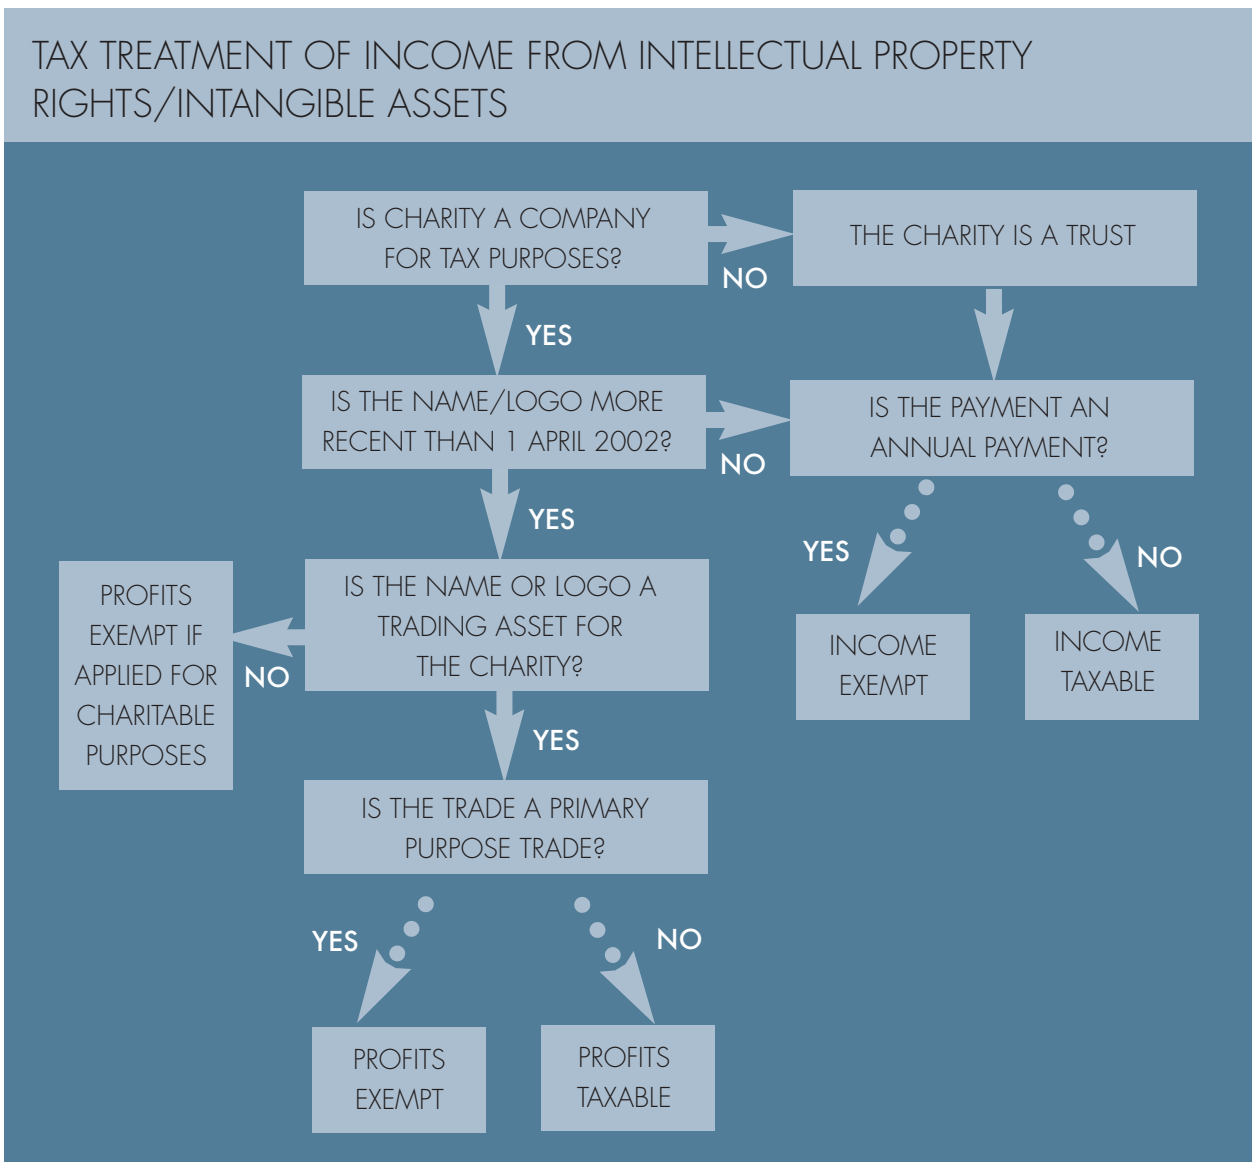 TAX TREATMENT OF INCOME FROM INTELLECTUAL PROPERTY
RIGHTS/INTANGIBLE ASSETS
IS CHARITY A COMPANY
FOR TAX PURPOSES?
NO
THE CHARITY IS A TRUST
YES
IS THE NAME/LOGO MORE
RECENT THAN 1 APRIL 2002?
NO
IS THE PAYMENT AN
ANNUAL PAYMENT?
YES
YES
NO
PROFITS
EXEMPT IF
APPLIED FOR
CHARITABLE
PURPOSES
NO
IS THE NAME OR LOGO A
TRADING ASSET FOR
THE CHARITY?
INCOME
EXEMPT
INCOME
TAXABLE
YES
IS THE TRADE A PRIMARY
PURPOSE TRADE?
YES
NO
PROFITS
EXEMPT
PROFITS
TAXABLE